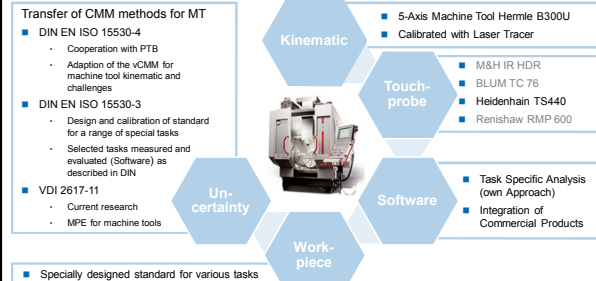 Transfer of CMM methods for MT
DIN EN ISO 15530-4
Cooperation with PTB
Adaption of the vCMM for
machine tool kinematic and
challenges
DIN EN ISO 15530-3
Design and calibration of standard
for a range of special tasks
Selected tasks measured and
evaluated (Software) as
described in DIN
VDI 2617-11
Current research
MPE for machine tools
Kinematic
5-Axis Machine Tool Hermle B300U
Calibrated with Laser Tracer
Touch-
probe
M&H IR HDR
BLUM TC 76
Heidenhain TS440
Renishaw RMP 600
Software
Task Specific Analysis
(own Approach)
Integration of
Commercial Products
Un-
certainty
Work-
piece
Specially designed standard for various tasks